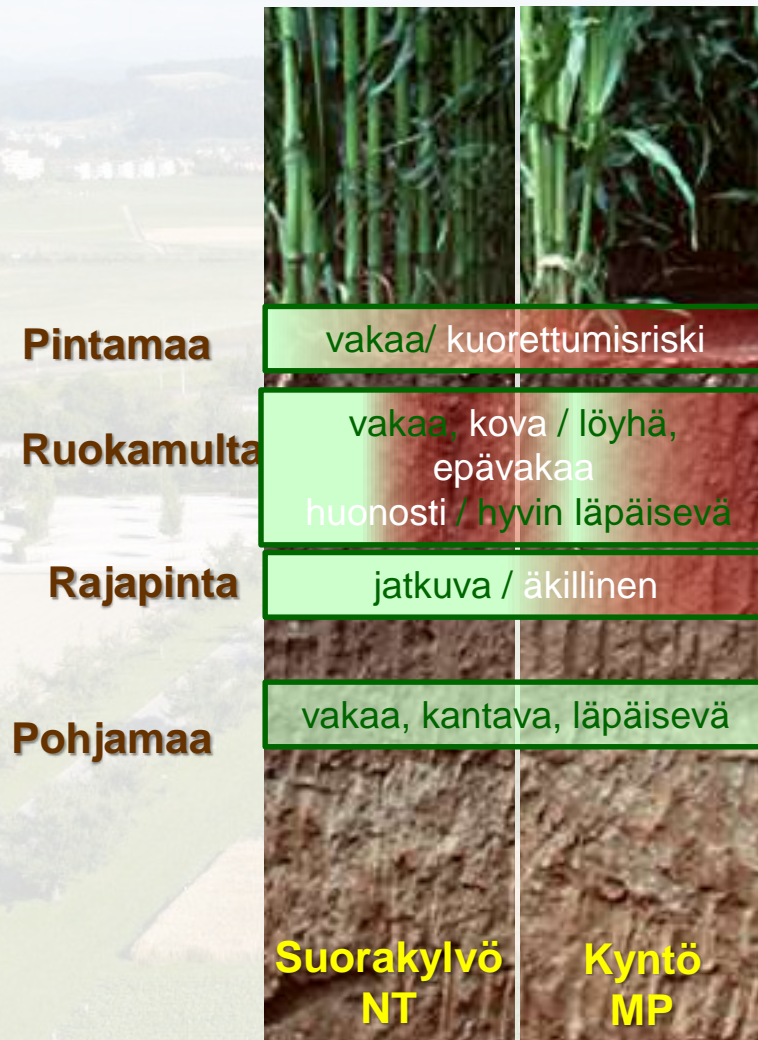 Pintamaa
vakaa/ kuorettumisriski
Ruokamulta
vakaa, kova / löyhä,
epävakaa
huonosti / hyvin läpäisevä
Rajapinta
jatkuva / äkillinen
Pohjamaa
vakaa, kantava, läpäisevä
Suorakylvö
NT
Kyntö
MP